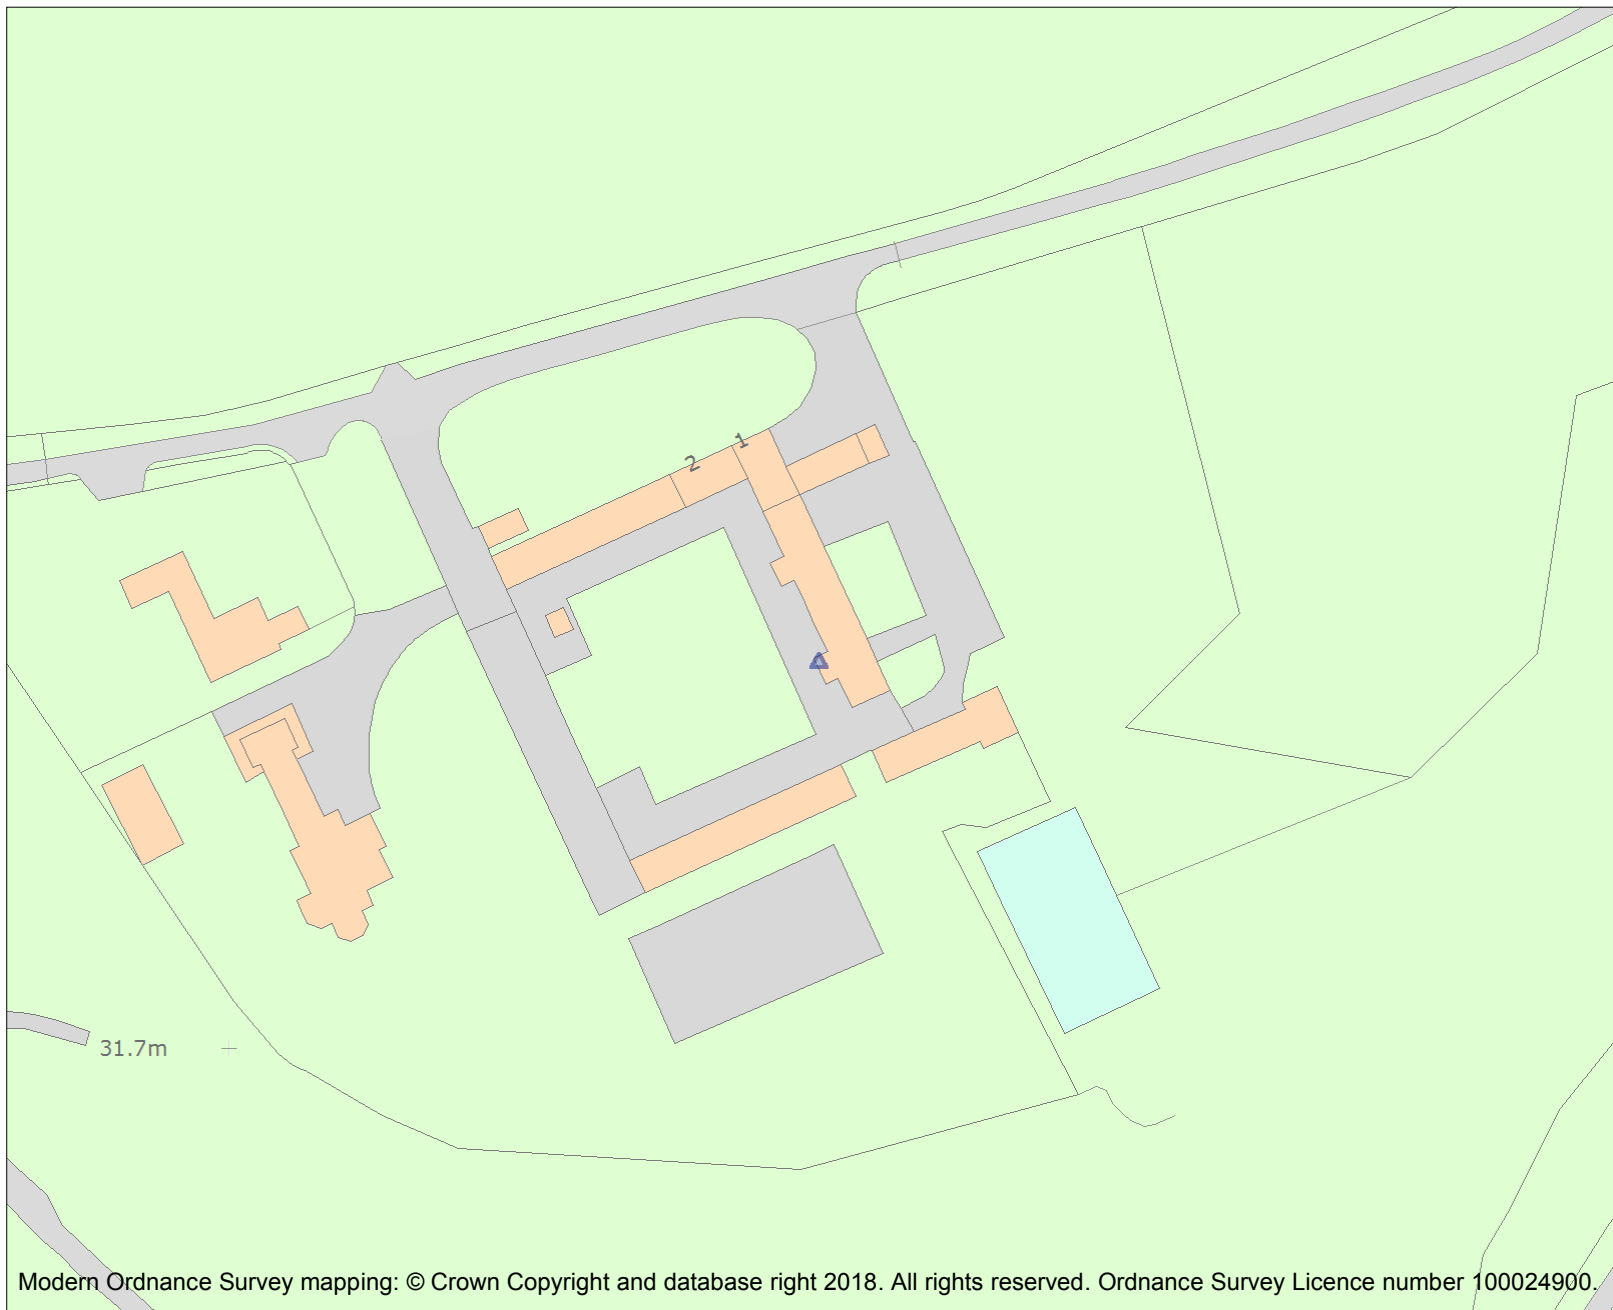 1
2
31.7m
Modern Ordnance Survey mapping: © Crown Copyright and database right 2018. All rights reserved. Ordnance Survey Licence number 100024900.